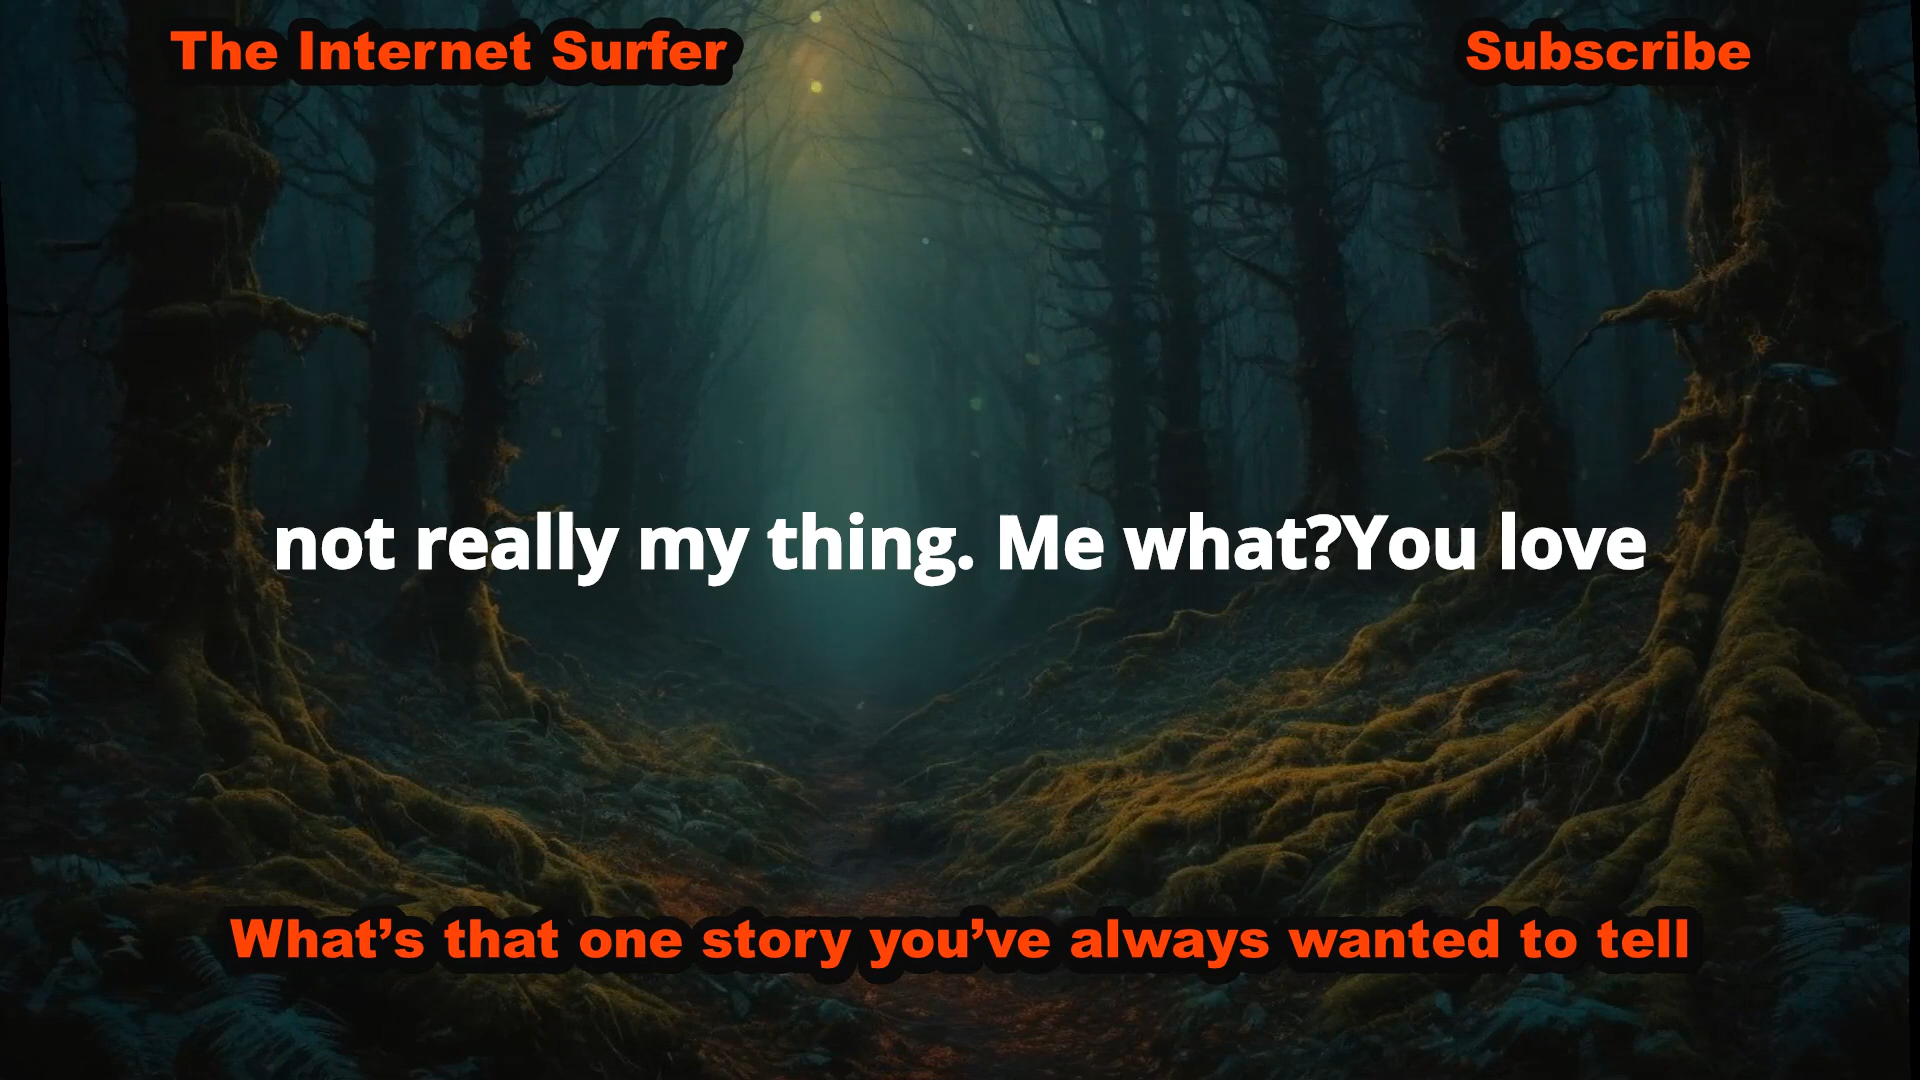 The Internet Surfer
Subscribe
not really my thing. Me what?You love
What’s that one story you’ve always wanted to tell